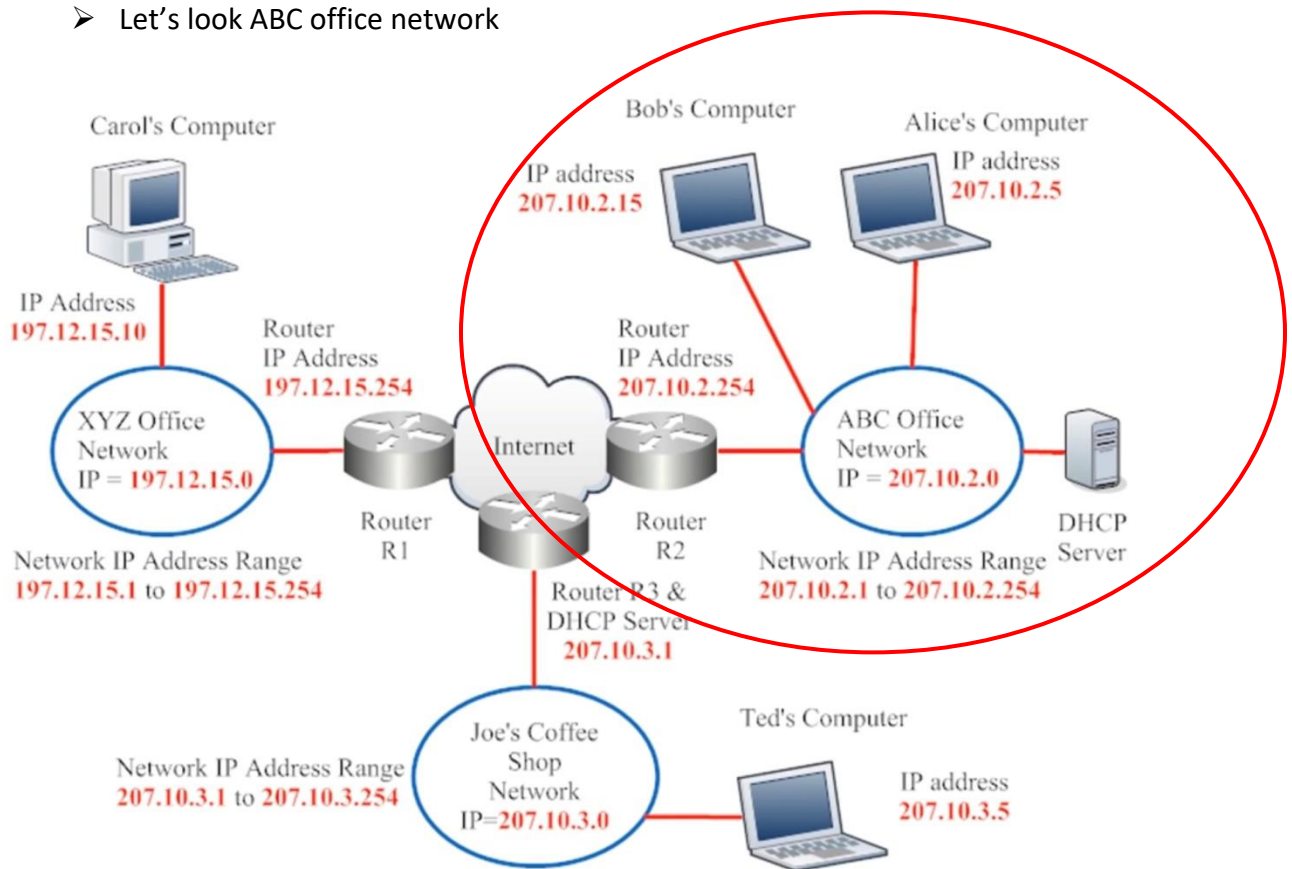 ➢ Let's look ABC office network
Carol's Computer
IP Address
197.12.15.10
XYZ Office
Network
IP = 197.12.15.0
Network IP Address Range
197.12.15.1 to 197.12.15.254
Router
IP Address
197.12.15.254
Router
R1
Internet
Bob's Computer
IP address
207.10.2.15
Alice's Computer
IP address
207.10.2.5
Router
IP Address
207.10.2.254
Router
R2
ABC Office
Network
IP = 207.10.2.0
DHCP
Server
Network IP Address Range
207.10.2.1 to 207.10.2.254
Router R3 &
DHCP Server
207.10.3.1
Joe's Coffee
Shop
Network
IP=207.10.3.0
Network IP Address Range
207.10.3.1 to 207.10.3.254
Ted's Computer
IP address
207.10.3.5